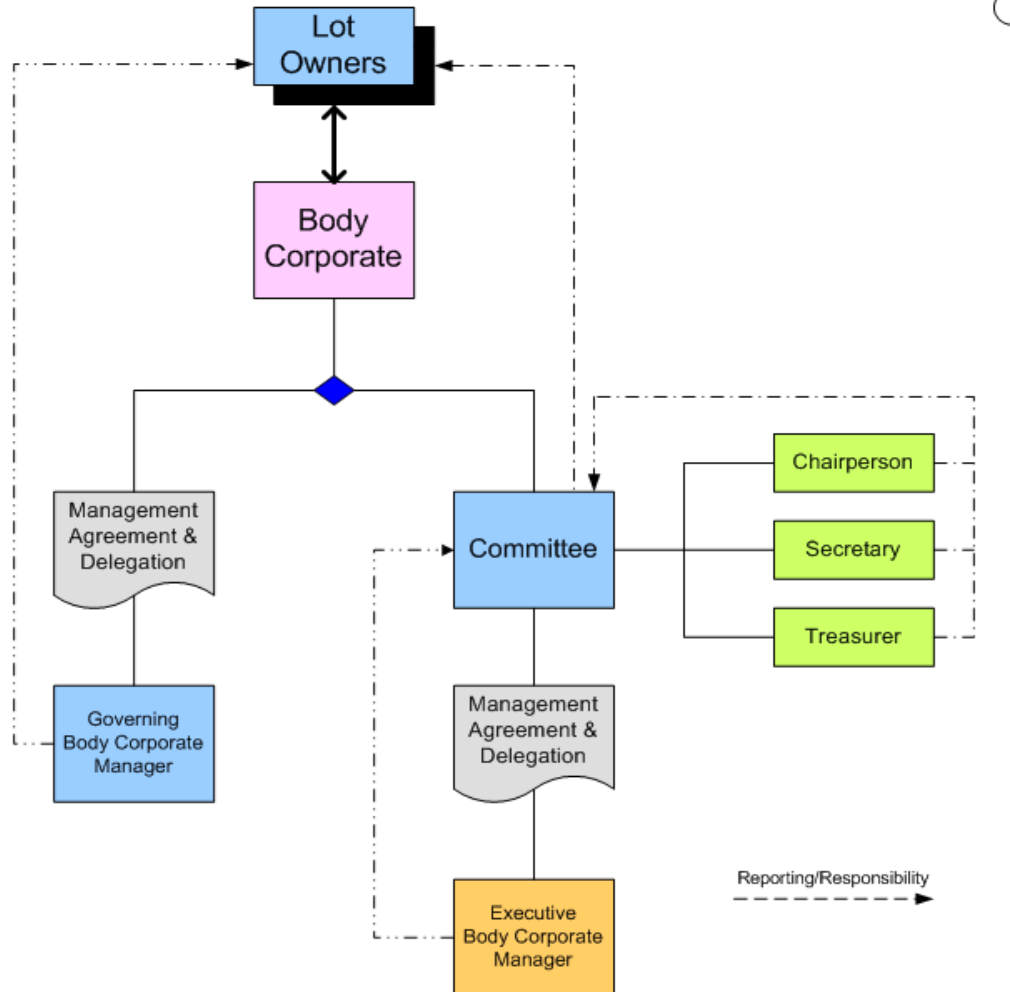 Lot
Owners
Body
Corporate
Management
Agreement &
Delegation
Committee
Chairperson
Secretary
Treasurer
Governing
Body Corporate
Manager
Management
Agreement &
Delegation
Reporting/Responsibility
Executive
Body Corporate
Manager